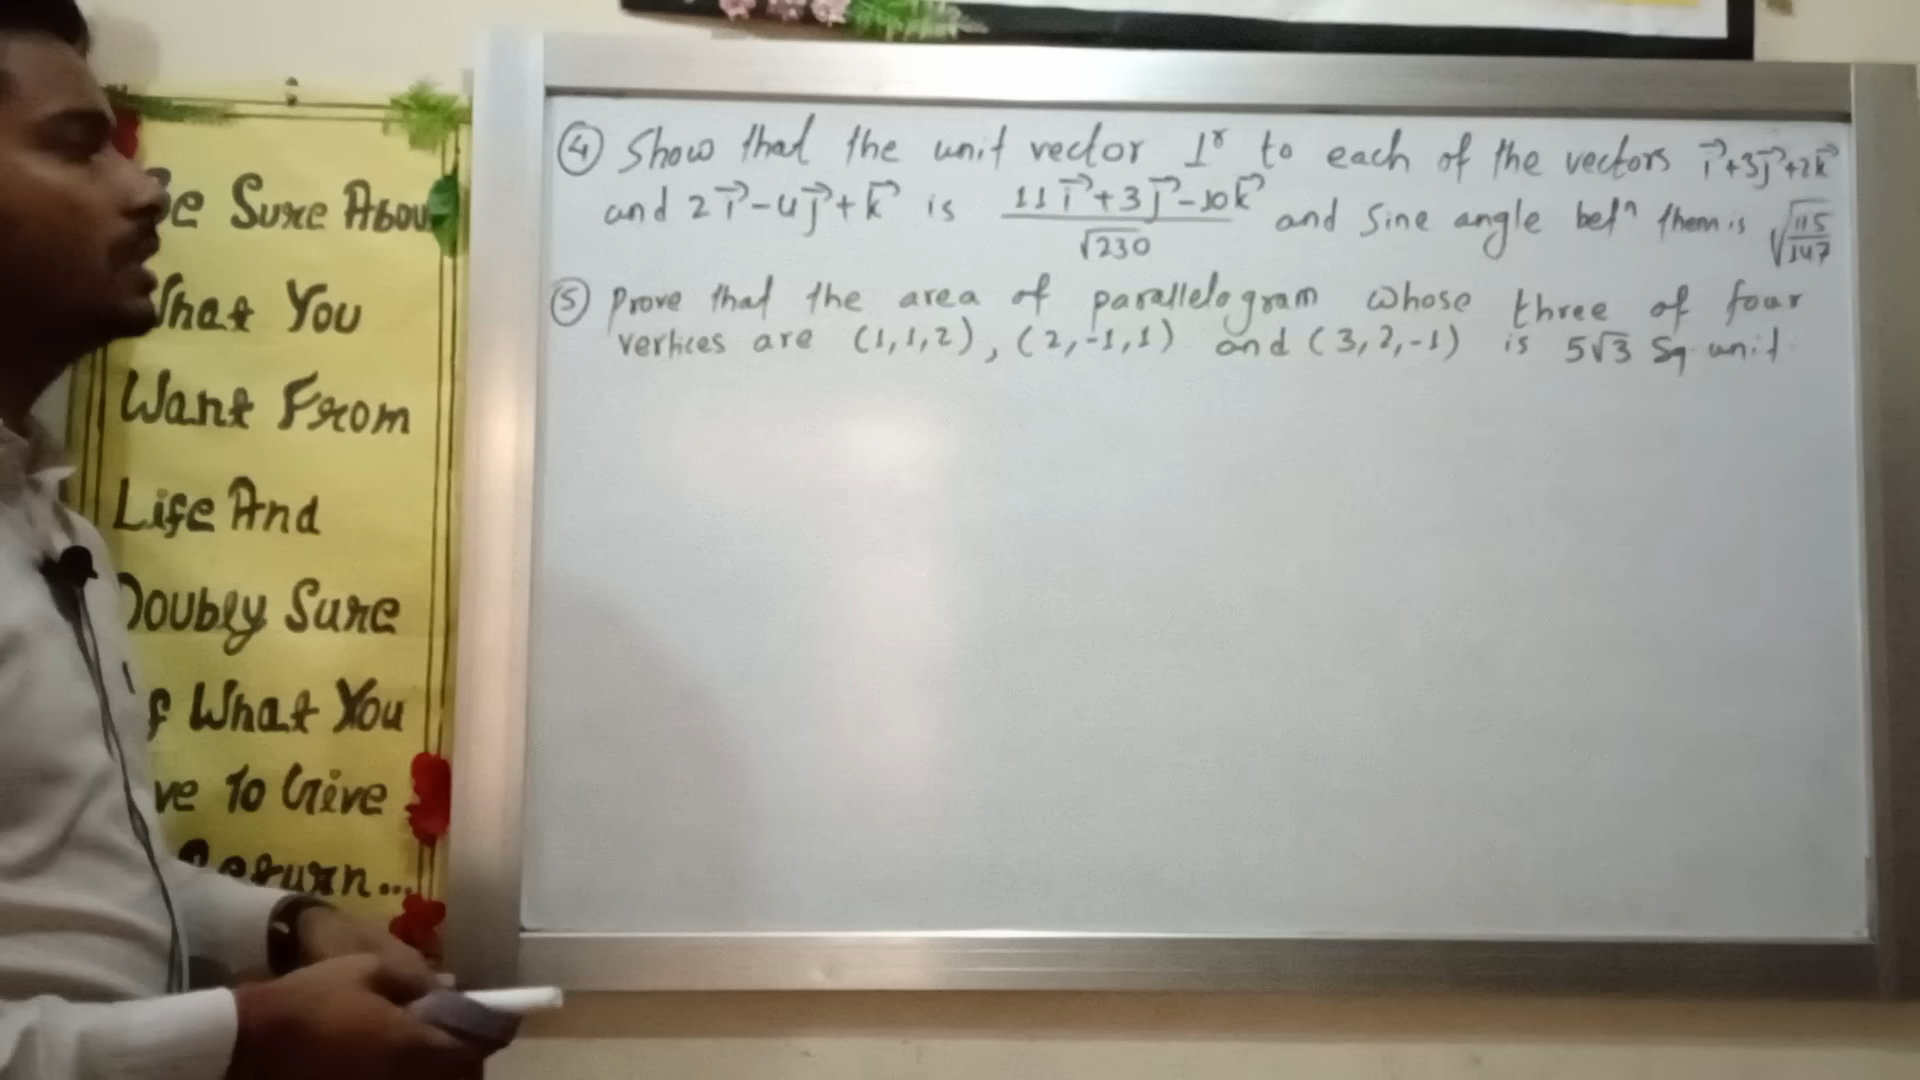 Sure Abou
What You
Want From
Life And
Doubly Sure
What You
ve To Give
Return...
④ Show that the unit vector ⊥r to each of the vectors i⃗+3j⃗+2k⃗
and 2i⃗-4j⃗+k⃗ is (11i⃗+3j⃗-10k⃗)/√230 and Sine angle betn them is √(115/147)
⑤ Prove that the area of parallelogram whose three of four
vertices are (1,1,2), (2,-1,1) and (3,2,-1) is 5√3 Sq unit.